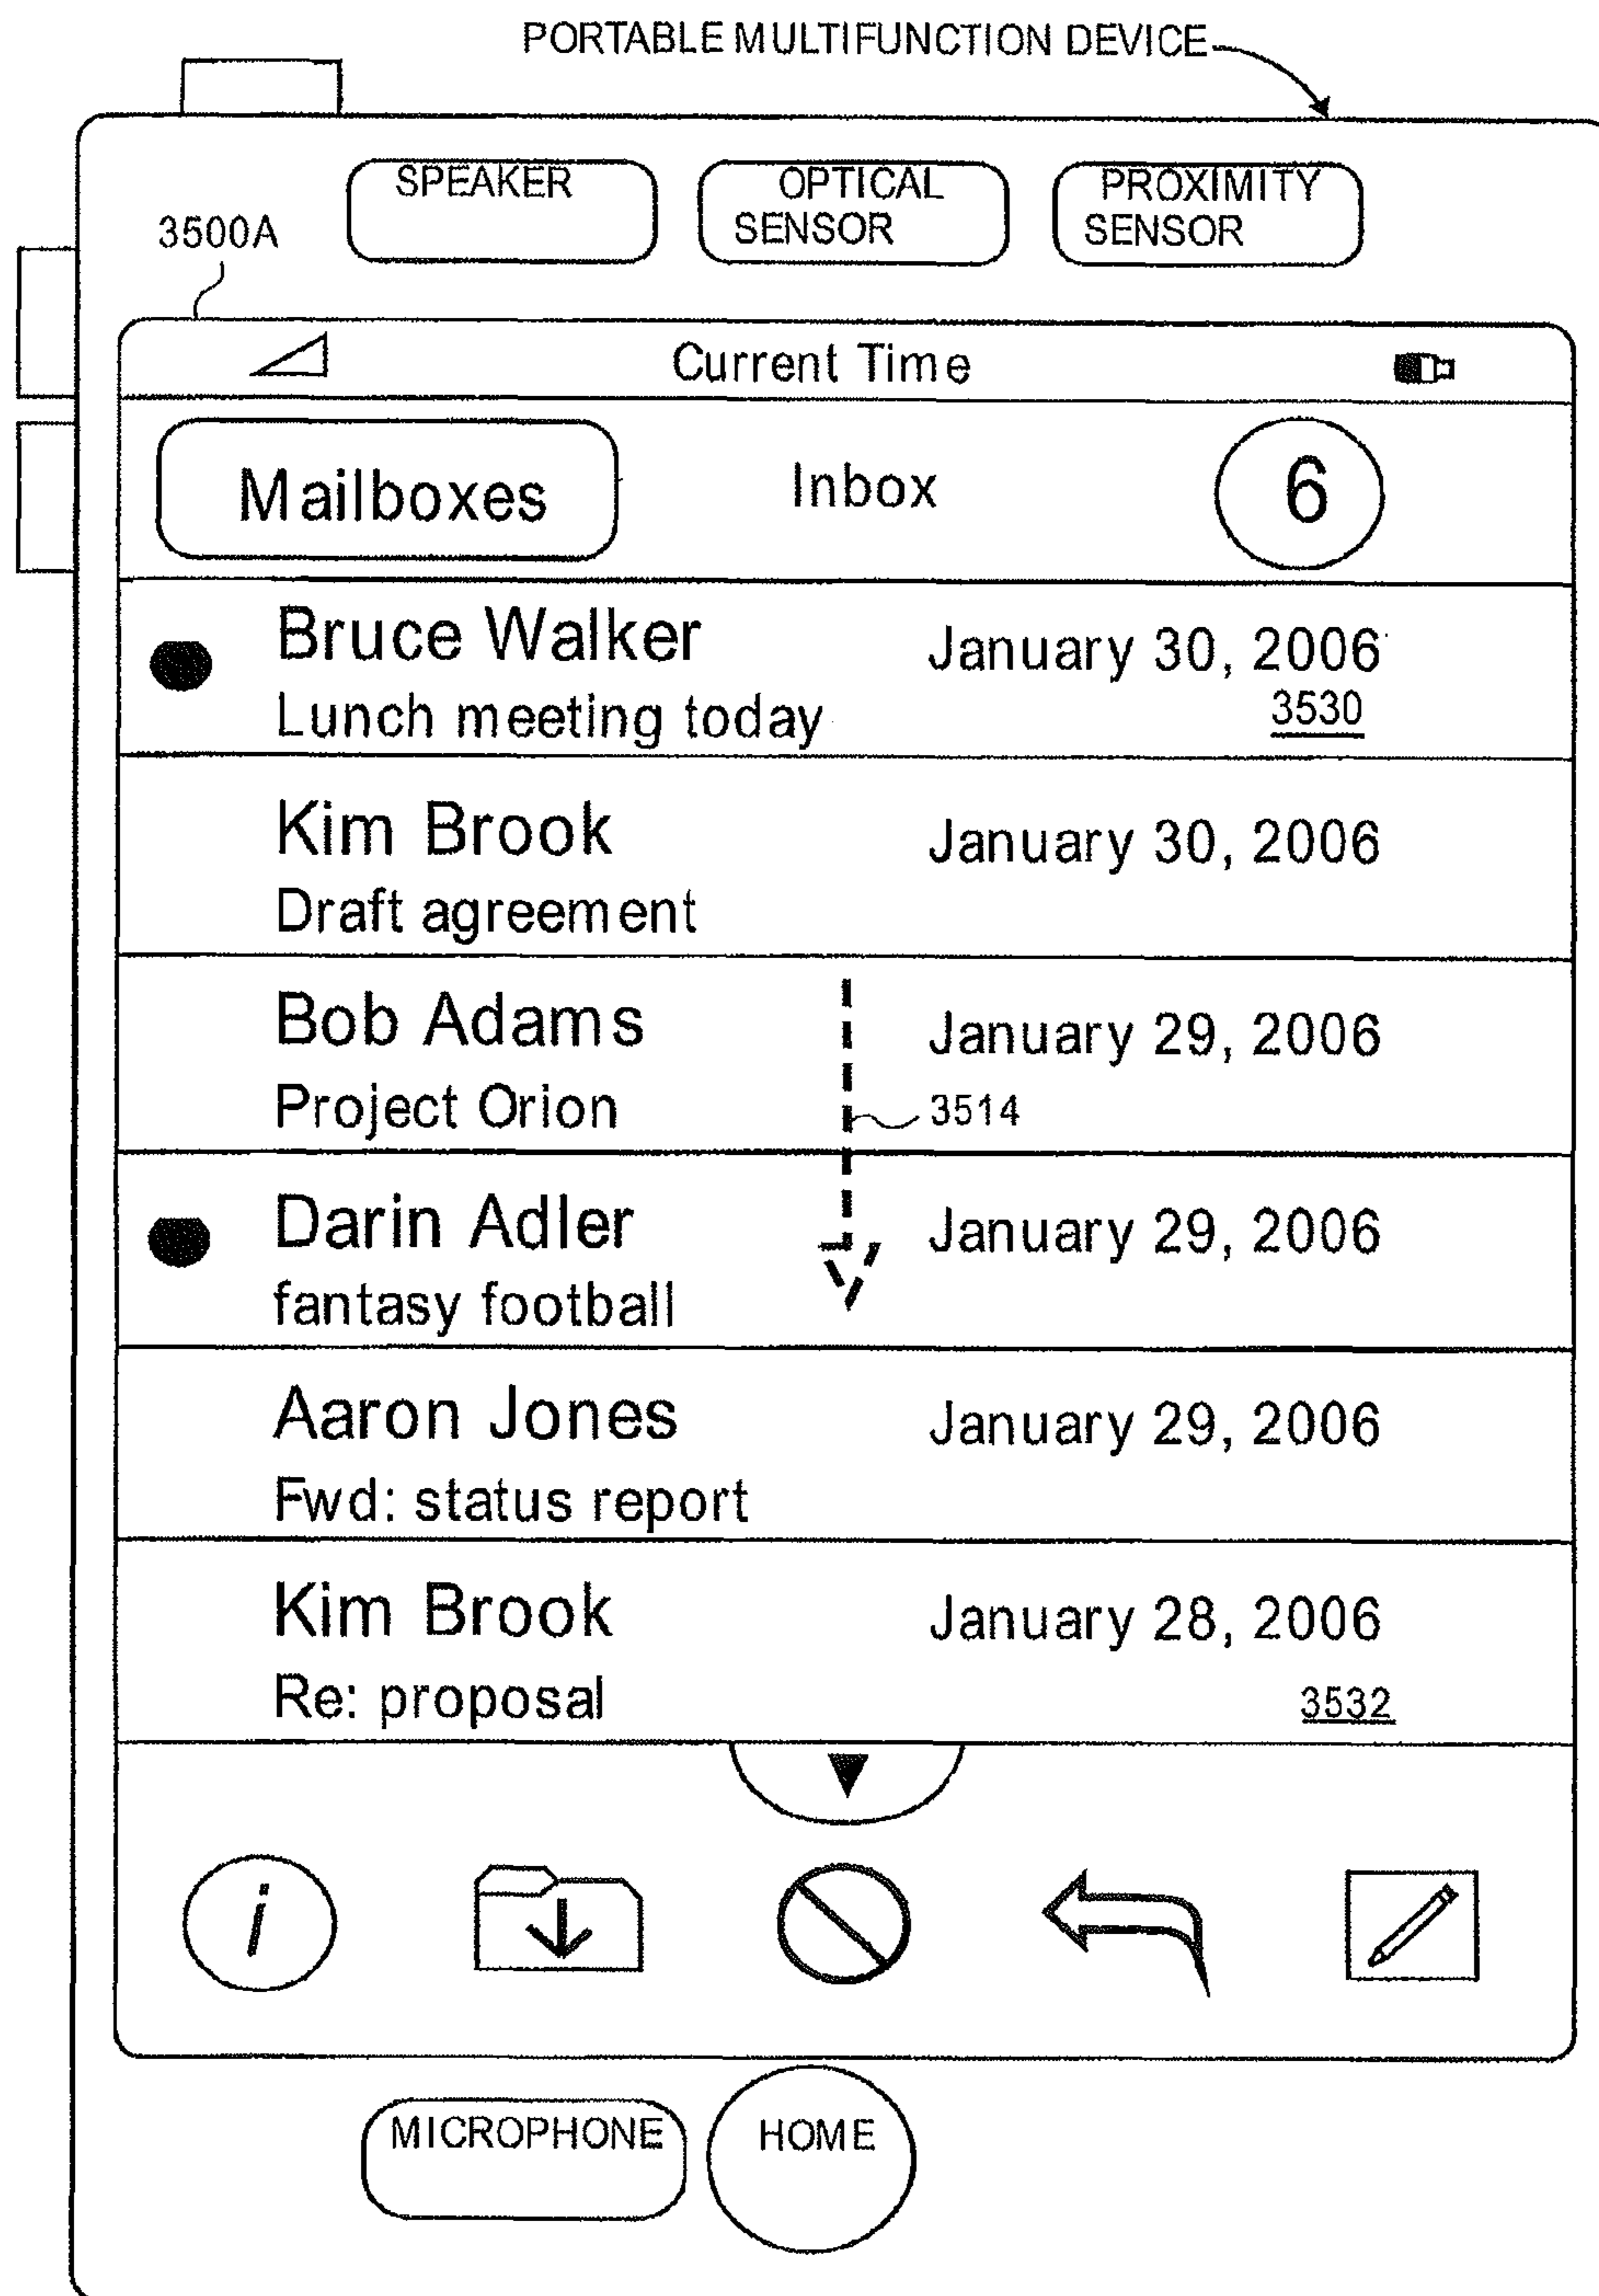 PORTABLE MULTIFUNCTION DEVICE
SPEAKER
OPTICAL
SENSOR
PROXIMITY
SENSOR
3500A
Current Time
Mailboxes
Inbox
6
Bruce Walker
January 30, 2006
Lunch meeting today
3530
Kim Brook
January 30, 2006
Draft agreement
Bob Adams
January 29, 2006
Project Orion
3514
Darin Adler
January 29, 2006
fantasy football
Aaron Jones
January 29, 2006
Fwd: status report
Kim Brook
January 28, 2006
Re: proposal
3532
i
MICROPHONE
HOME